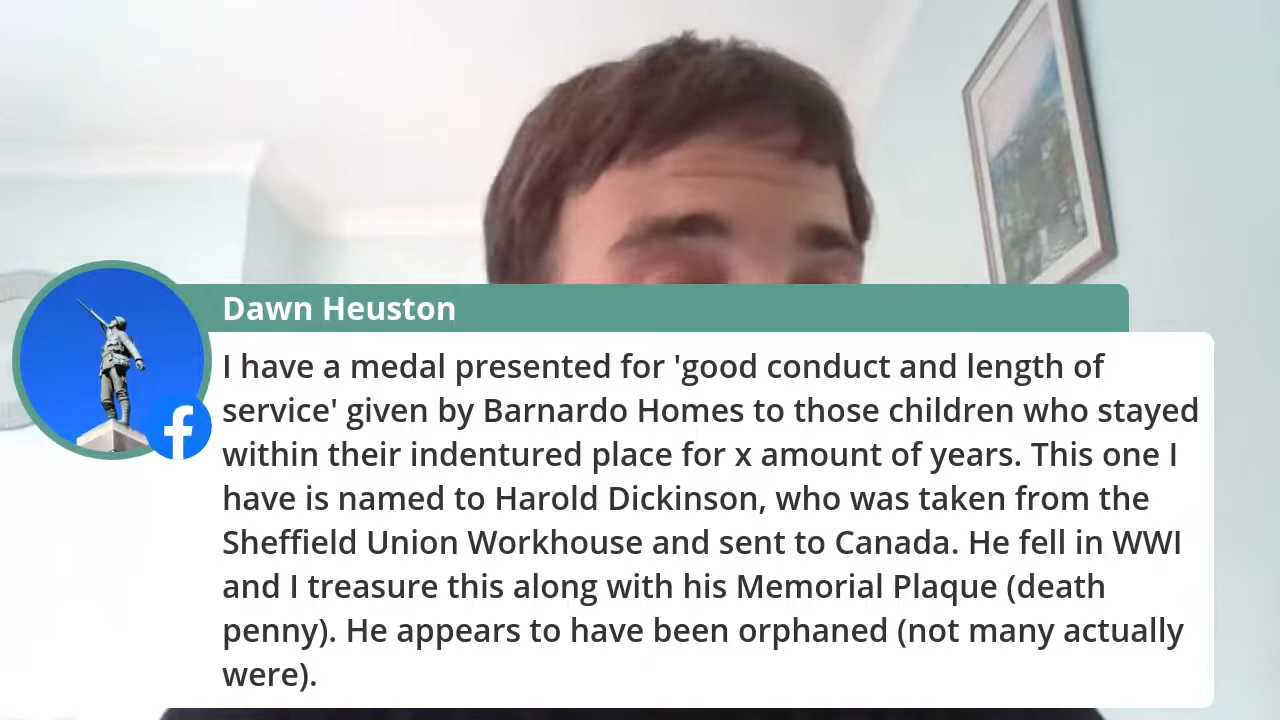 Dawn Heuston
I have a medal presented for 'good conduct and length of
service' given by Barnardo Homes to those children who stayed
within their indentured place for x amount of years. This one I
have is named to Harold Dickinson, who was taken from the
Sheffield Union Workhouse and sent to Canada. He fell in WWI
and I treasure this along with his Memorial Plaque (death
penny). He appears to have been orphaned (not many actually
were).